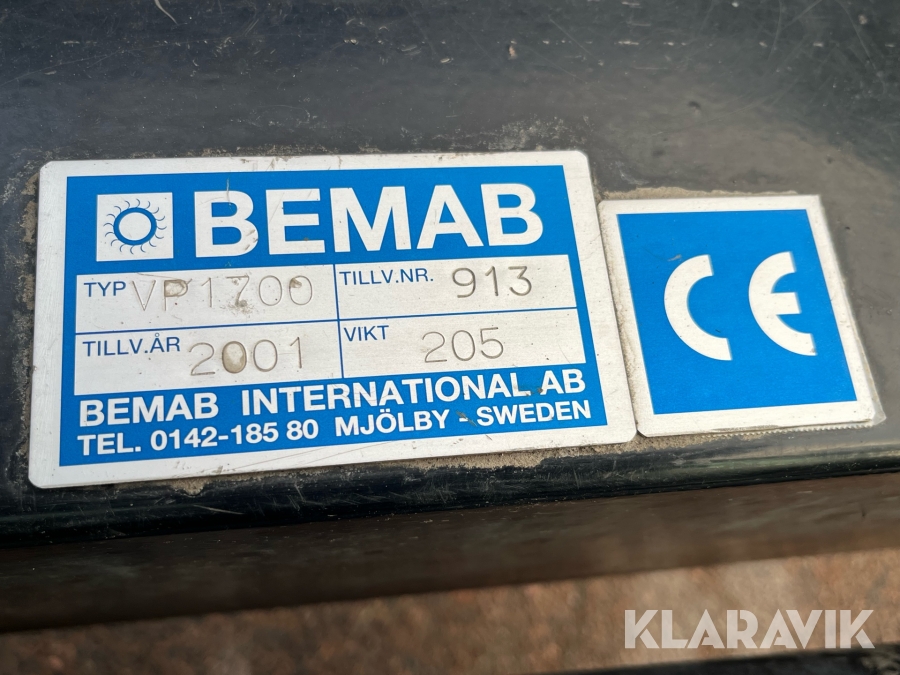 BEMAB
TYP VP1700 TILLV.NR. 913
TILLV.ÅR 2001 VIKT 205
BEMAB INTERNATIONAL AB
TEL. 0142-185 80 MJÖLBY - SWEDEN
CE
KLARAVIK